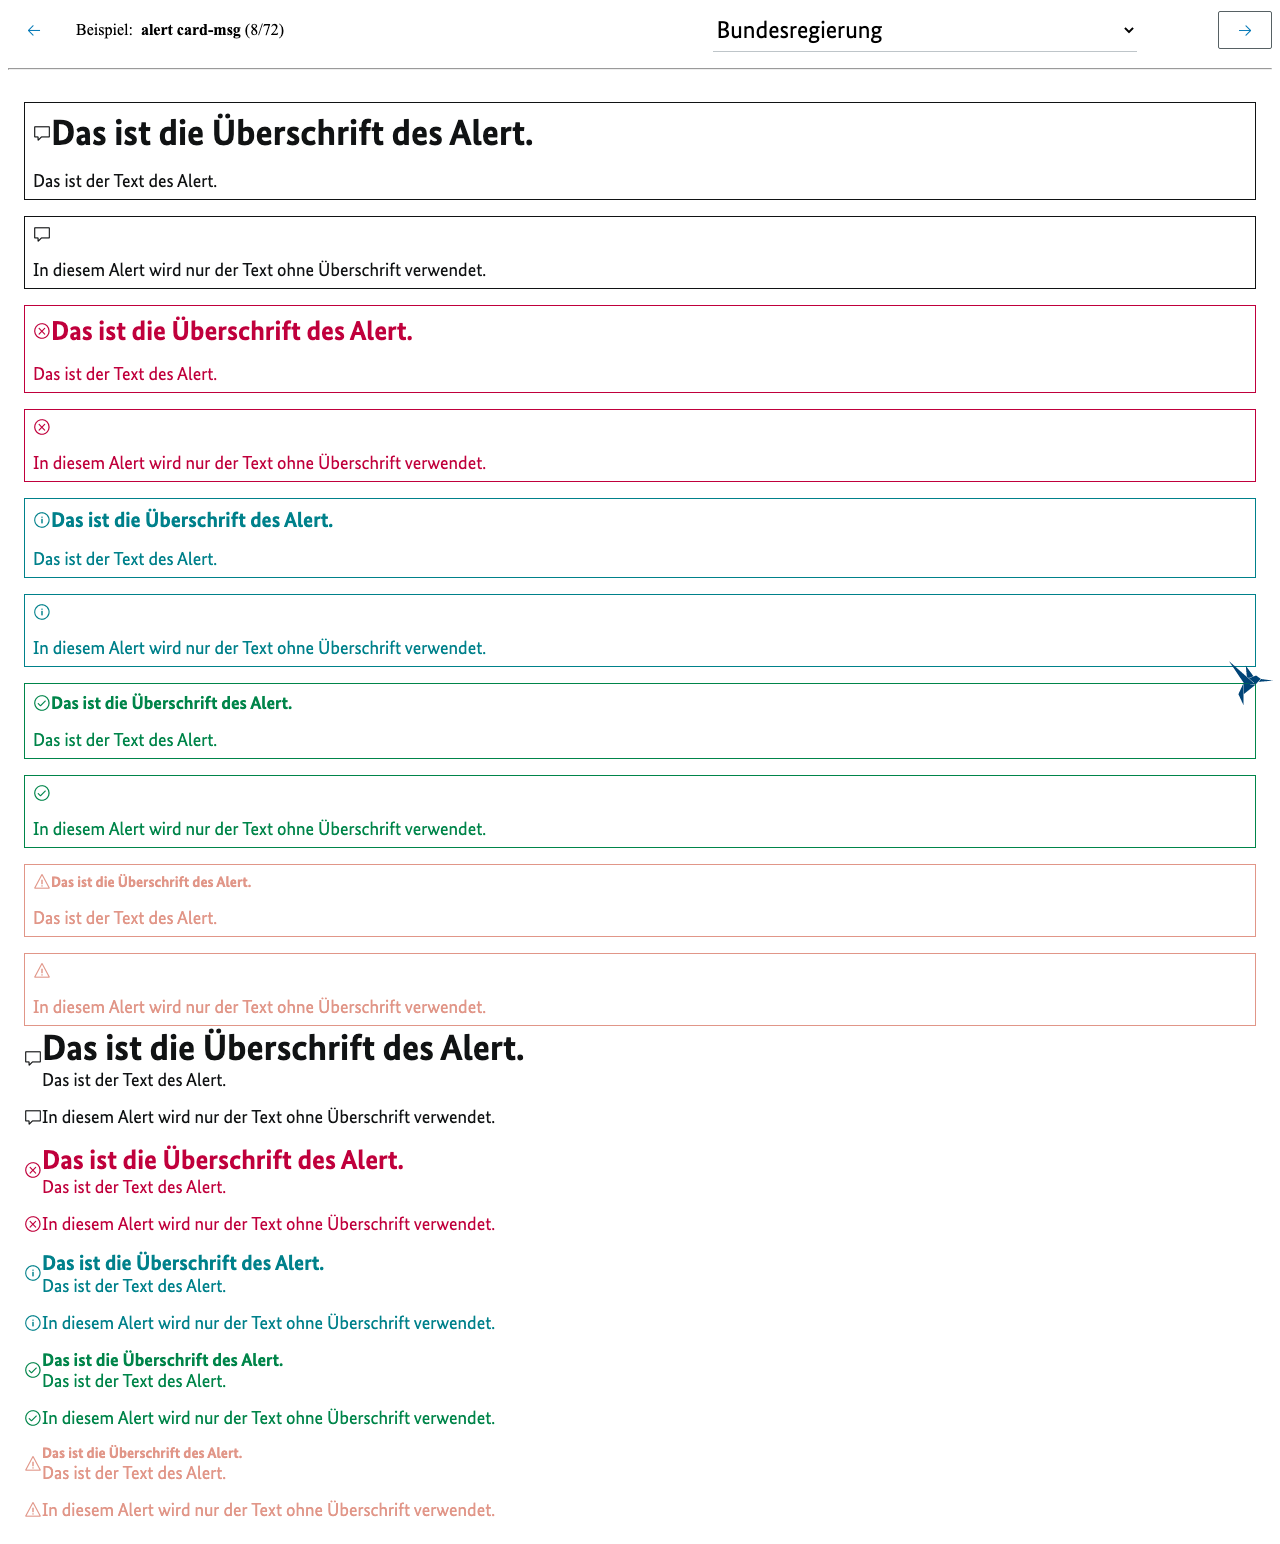 Beispiel: alert card-msg (8/72)
Bundesregierung
Das ist die Überschrift des Alert.
Das ist der Text des Alert.
In diesem Alert wird nur der Text ohne Überschrift verwendet.
Das ist die Überschrift des Alert.
Das ist der Text des Alert.
In diesem Alert wird nur der Text ohne Überschrift verwendet.
Das ist die Überschrift des Alert.
Das ist der Text des Alert.
In diesem Alert wird nur der Text ohne Überschrift verwendet.
Das ist die Überschrift des Alert.
Das ist der Text des Alert.
In diesem Alert wird nur der Text ohne Überschrift verwendet.
Das ist die Überschrift des Alert.
Das ist der Text des Alert.
In diesem Alert wird nur der Text ohne Überschrift verwendet.
Das ist die Überschrift des Alert.
Das ist der Text des Alert.
In diesem Alert wird nur der Text ohne Überschrift verwendet.
Das ist die Überschrift des Alert.
Das ist der Text des Alert.
In diesem Alert wird nur der Text ohne Überschrift verwendet.
Das ist die Überschrift des Alert.
Das ist der Text des Alert.
In diesem Alert wird nur der Text ohne Überschrift verwendet.
Das ist die Überschrift des Alert.
Das ist der Text des Alert.
In diesem Alert wird nur der Text ohne Überschrift verwendet.
Das ist die Überschrift des Alert.
Das ist der Text des Alert.
In diesem Alert wird nur der Text ohne Überschrift verwendet.